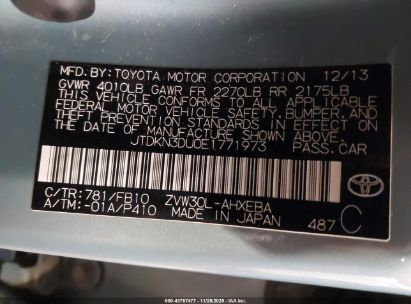 MFD.BY:TOYOTA MOTOR CORPORATION 12/13
GVWR 4010LB GAWR FR 2270LB RR 2175LB
THIS VEHICLE CONFORMS TO ALL APPLICABLE
FEDERAL MOTOR VEHICLE SAFETY, BUMPER, AND
THEFT PREVENTION STANDARDS IN EFFECT ON
THE DATE OF MANUFACTURE SHOWN ABOVE.
JTDKN3DU0E1771973 PASS.CAR
C/TR:781/FB10 ZVW30L-AHXEBA
A/TM:-01A/P410 MADE IN JAPAN 487 C
TOYOTA